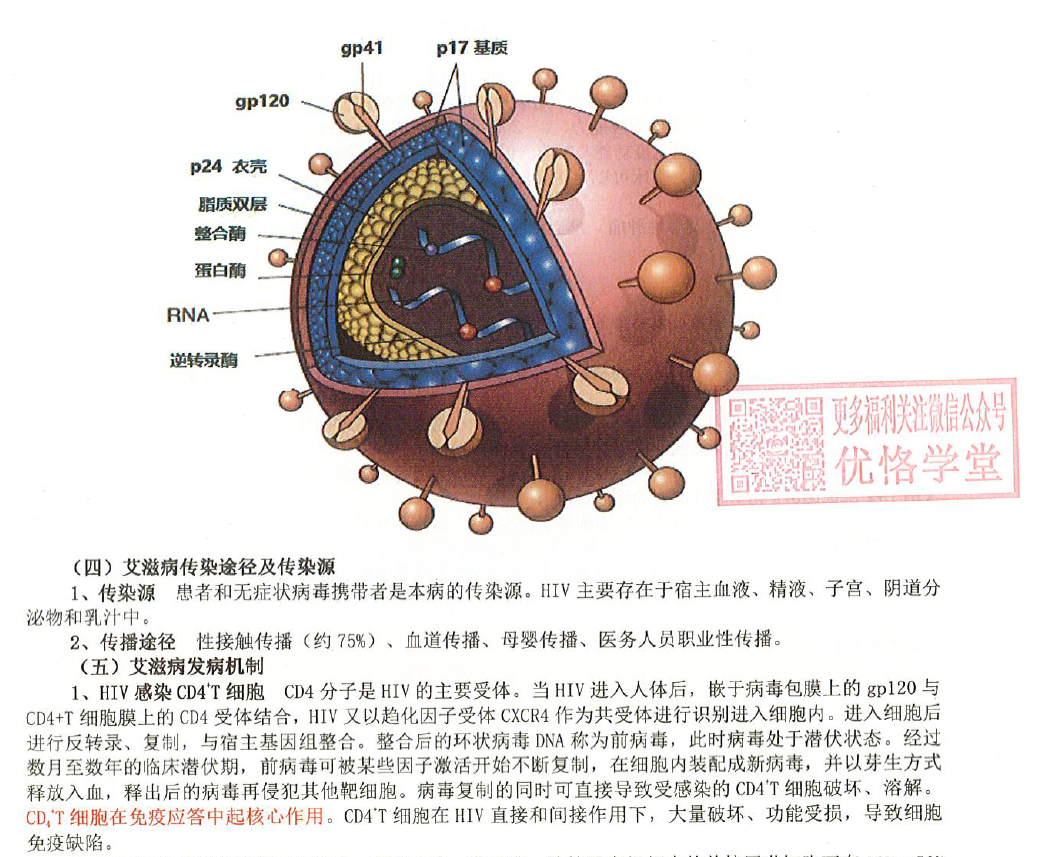 gp41
p17 基质
gp120
p24 衣壳
脂质双层
整合酶
蛋白酶
RNA
逆转录酶
更多福利关注微信公众号
优恪学堂
（四）艾滋病传染途径及传染源
1、传染源 患者和无症状病毒携带者是本病的传染源。HIV 主要存在于宿主血液、精液、子宫、阴道分
泌物和乳汁中。
2、传播途径 性接触传播（约 75%）、血道传播、母婴传播、医务人员职业性传播。
（五）艾滋病发病机制
1、HIV 感染 CD4⁺T 细胞 CD4 分子是 HIV 的主要受体。当 HIV 进入人体后，嵌于病毒包膜上的 gp120 与
CD4+T 细胞膜上的 CD4 受体结合，HIV 又以趋化因子受体 CXCR4 作为共受体进行识别进入细胞内。进入细胞后
进行反转录、复制，与宿主基因组整合。整合后的环状病毒 DNA 称为前病毒，此时病毒处于潜伏状态。经过
数月至数年的临床潜伏期，前病毒可被某些因子激活开始不断复制，在细胞内装配成新病毒，并以芽生方式
释放入血，释出后的病毒再侵犯其他靶细胞。病毒复制的同时可直接导致受感染的 CD4⁺T 细胞破坏、溶解。
CD₄⁺T 细胞在免疫应答中起核心作用。CD4⁺T 细胞在 HIV 直接和间接作用下，大量破坏、功能受损，导致细胞
免疫缺陷。